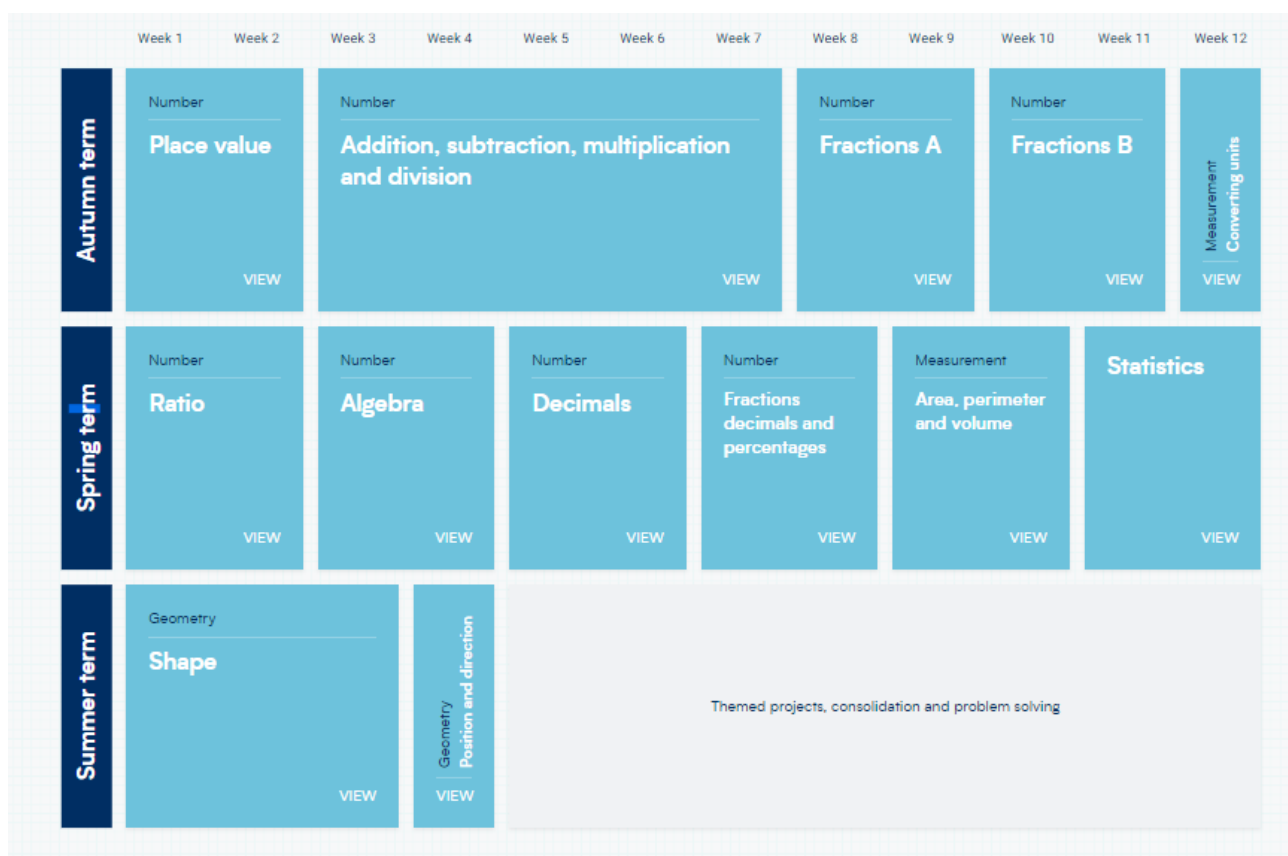 Week 1 Week 2 Week 3 Week 4 Week 5 Week 6 Week 7 Week 8 Week 9 Week 10 Week 11 Week 12
Autumn term
Number
Place value
VIEW
Number
Addition, subtraction, multiplication
and division
VIEW
Number
Fractions A
VIEW
Number
Fractions B
VIEW
Measurement
Converting units
VIEW
Spring term
Number
Ratio
VIEW
Number
Algebra
VIEW
Number
Decimals
VIEW
Number
Fractions
decimals and
percentages
VIEW
Measurement
Area, perimeter
and volume
VIEW
Statistics
VIEW
Summer term
Geometry
Shape
VIEW
Geometry
Position and direction
VIEW
Themed projects, consolidation and problem solving